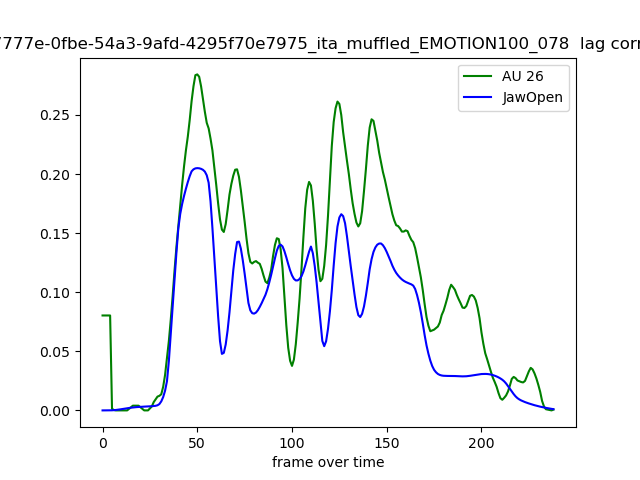 7777e-0fbe-54a3-9afd-4295f70e7975_ita_muffled_EMOTION100_078 lag corr
AU 26
JawOpen
0.25
0.20
0.15
0.10
0.05
0.00
0 50 100 150 200
frame over time